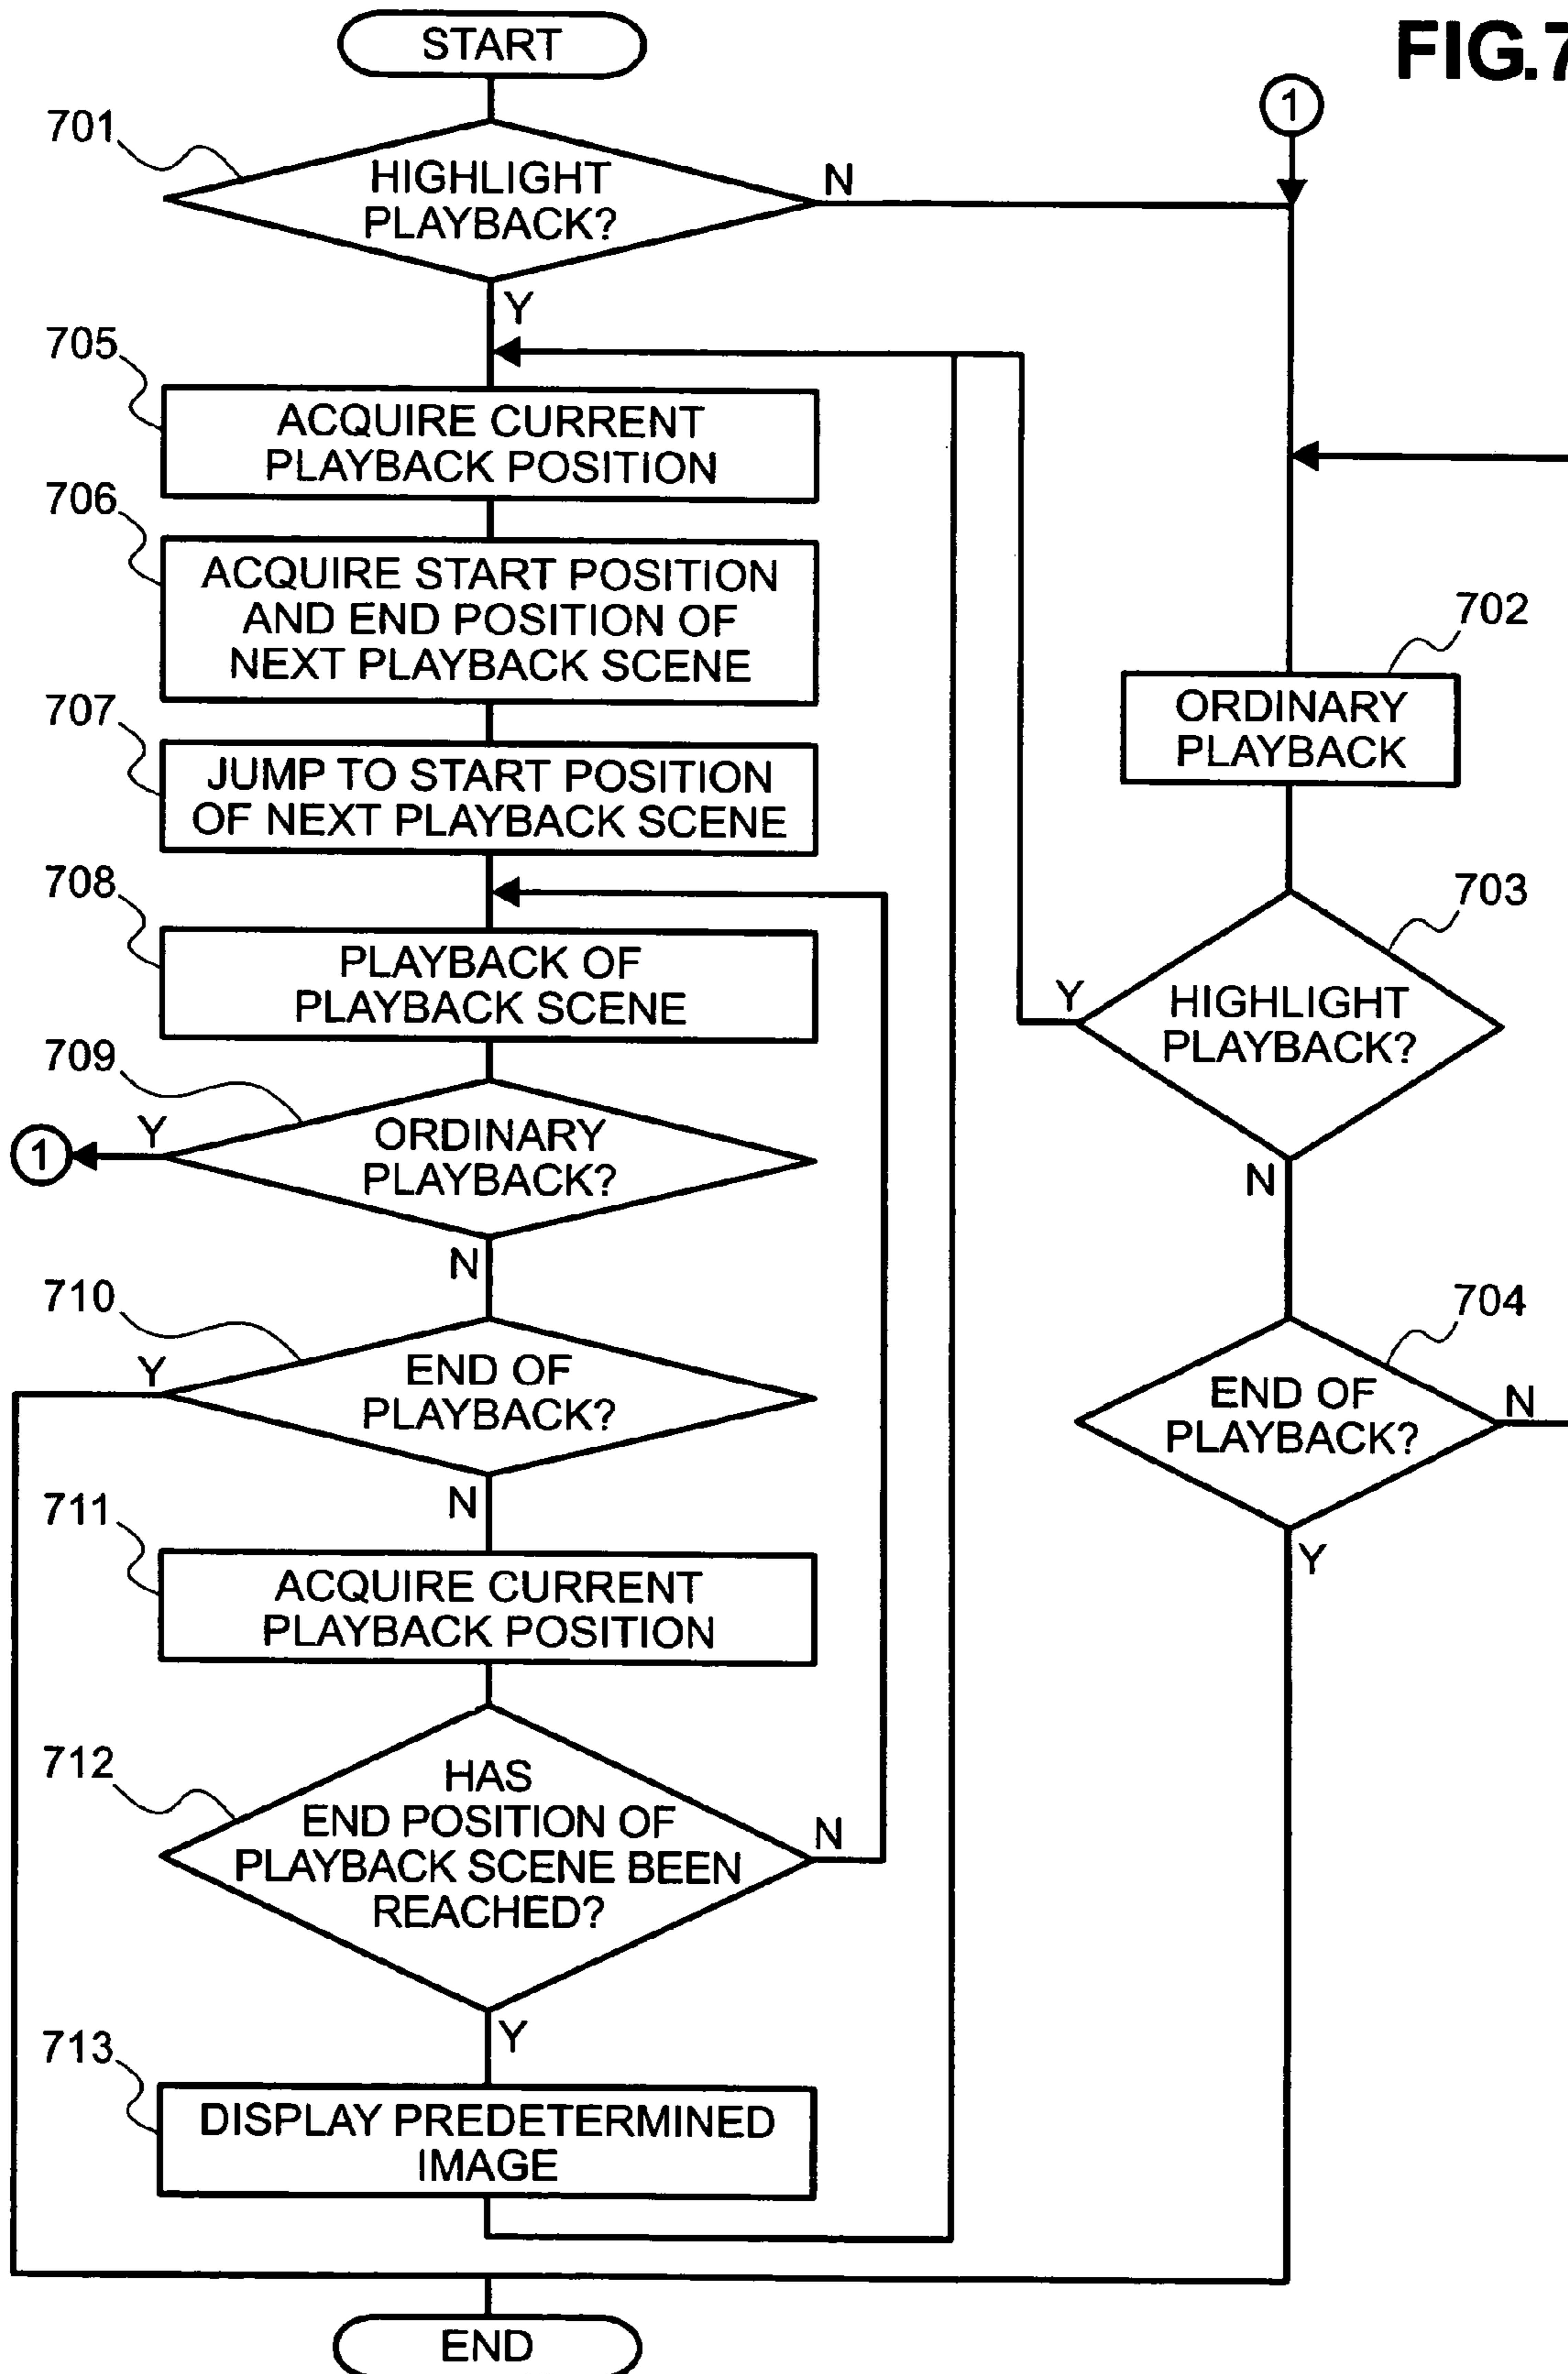 FIG.7
START
1
701
HIGHLIGHT
PLAYBACK?
N
Y
705
ACQUIRE CURRENT
PLAYBACK POSITION
706
ACQUIRE START POSITION
AND END POSITION OF
NEXT PLAYBACK SCENE
707
JUMP TO START POSITION
OF NEXT PLAYBACK SCENE
708
PLAYBACK OF
PLAYBACK SCENE
709
Y
1
ORDINARY
PLAYBACK?
N
710
Y
END OF
PLAYBACK?
N
711
ACQUIRE CURRENT
PLAYBACK POSITION
712
HAS
END POSITION OF
PLAYBACK SCENE BEEN
REACHED?
N
Y
713
DISPLAY PREDETERMINED
IMAGE
702
ORDINARY
PLAYBACK
703
Y
HIGHLIGHT
PLAYBACK?
N
704
END OF
PLAYBACK?
N
Y
END